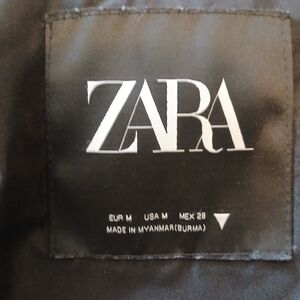 ZARA
EUR M USA M MEX 28
MADE IN MYANMAR(BURMA)